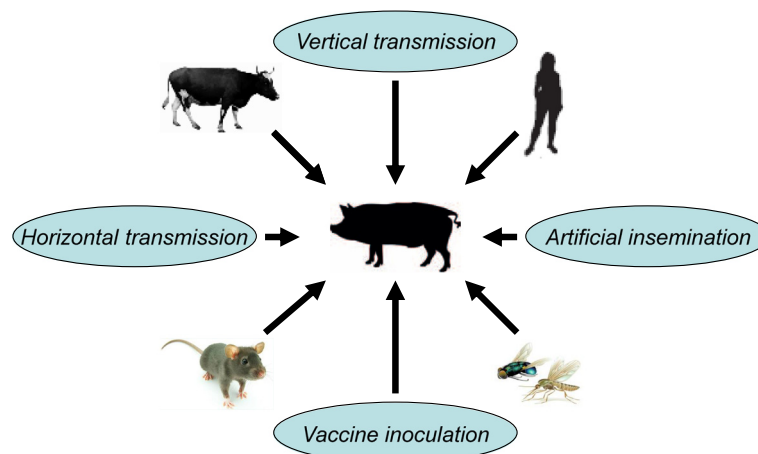 Vertical transmission
Horizontal transmission
Artificial insemination
Vaccine inoculation